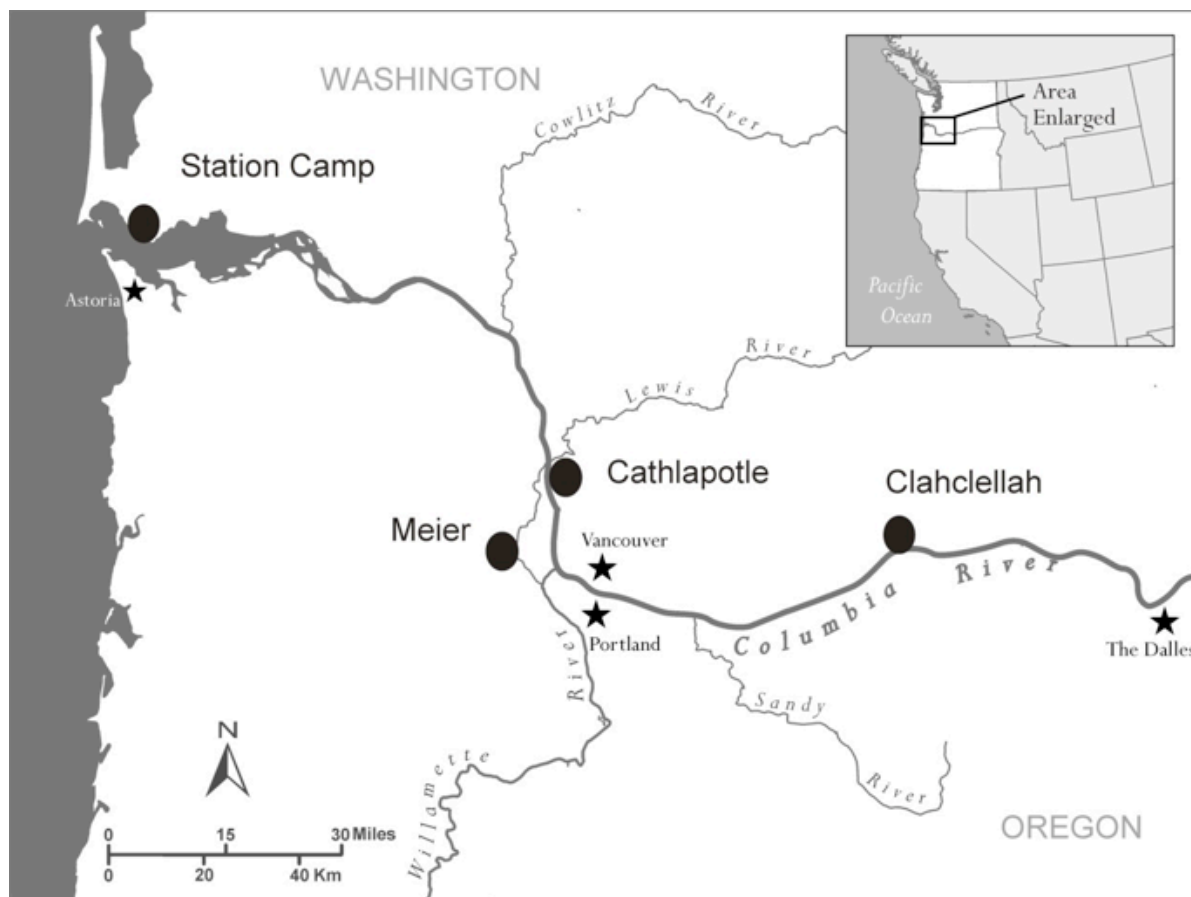 WASHINGTON
Cowlitz River
Area
Enlarged
Station Camp
Pacific
Ocean
Astoria
River
Lewis
Cathlapotle
Clahclellah
Meier
Vancouver
Columbia River
Portland
The Dalles
Willamette River
Sandy River
N
0 15 30 Miles
0 20 40 Km
OREGON